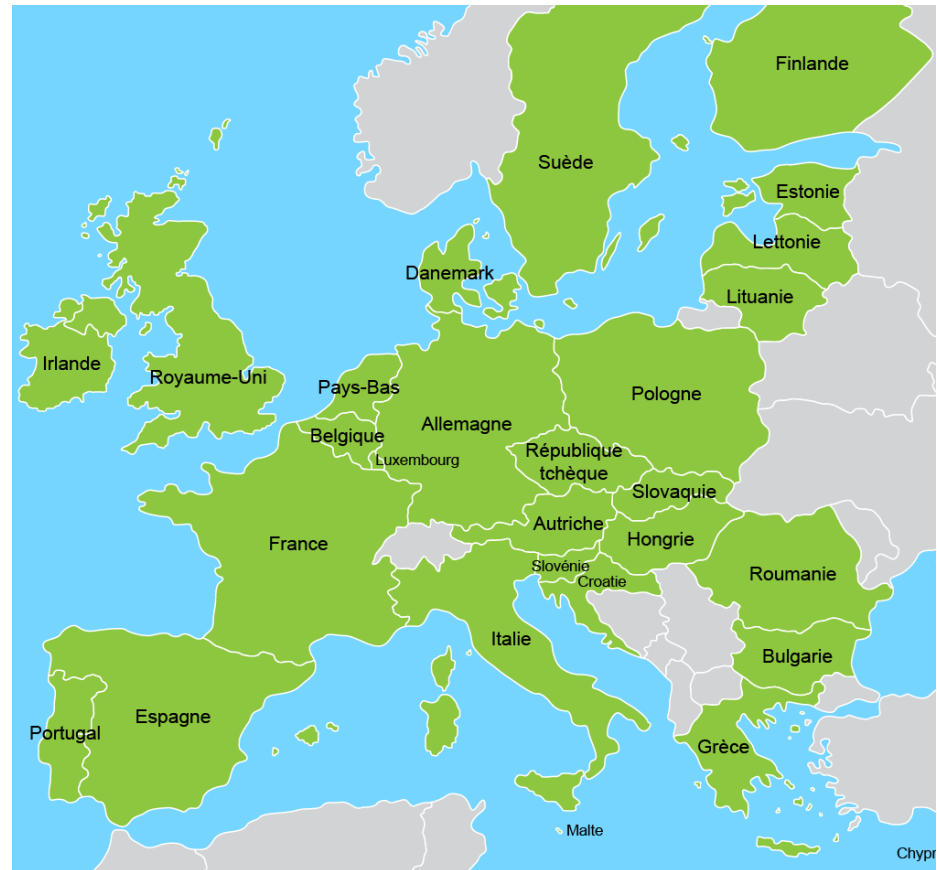 Finlande
Suède
Estonie
Lettonie
Danemark
Lituanie
Irlande
Royaume-Uni
Pays-Bas
Pologne
Allemagne
Belgique
Luxembourg
République
tchèque
Slovaquie
Autriche
Hongrie
France
Slovénie
Croatie
Roumanie
Italie
Bulgarie
Espagne
Portugal
Grèce
Malte
Chypr